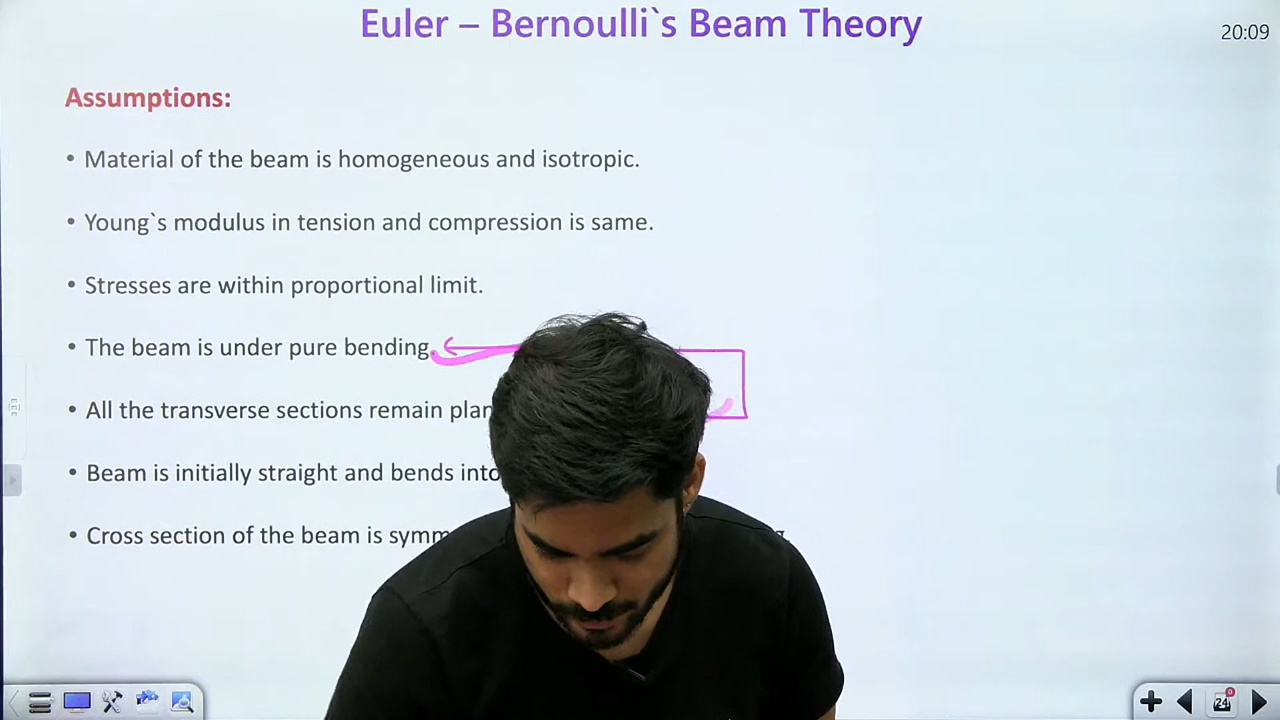 Euler – Bernoulli`s Beam Theory
20:09
Assumptions:
• Material of the beam is homogeneous and isotropic.
• Young`s modulus in tension and compression is same.
• Stresses are within proportional limit.
• The beam is under pure bending.
• All the transverse sections remain
• Beam is initially straight and bends into
• Cross section of the beam is
24